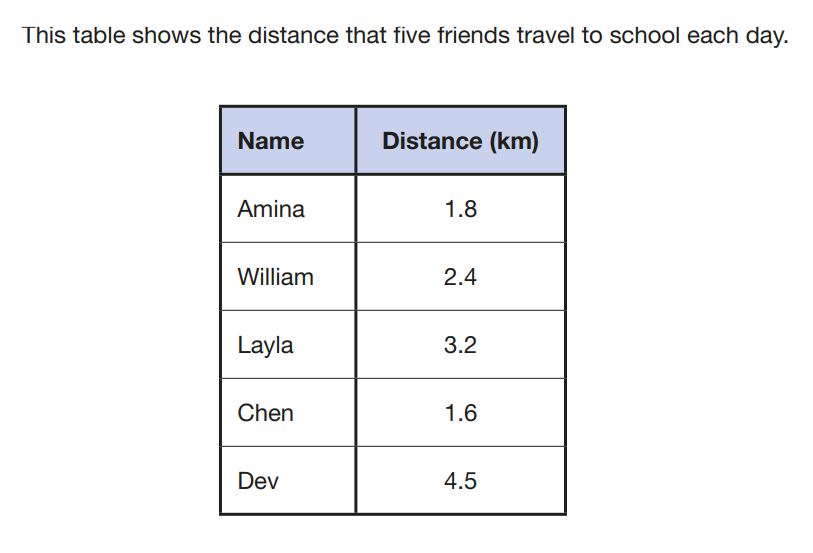 This table shows the distance that five friends travel to school each day.
Name Distance (km)
Amina 1.8
William 2.4
Layla 3.2
Chen 1.6
Dev 4.5